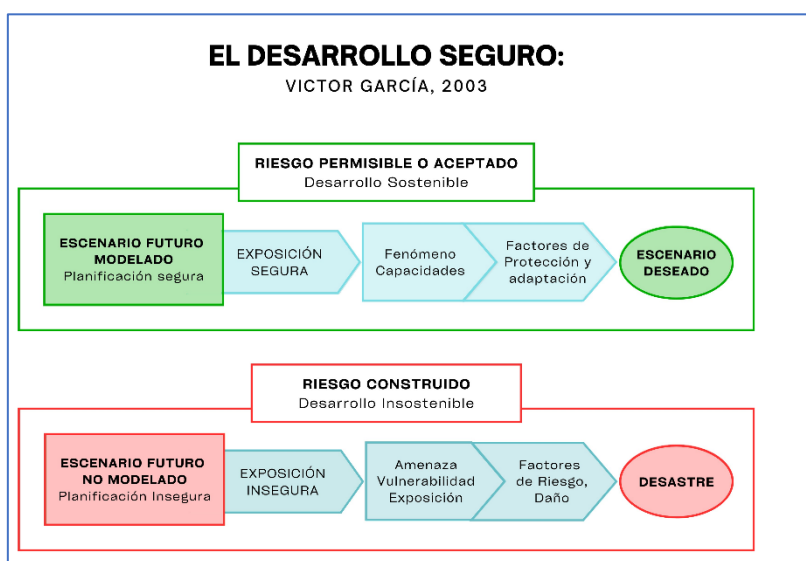 EL DESARROLLO SEGURO:
VICTOR GARCÍA, 2003
RIESGO PERMISIBLE O ACEPTADO
Desarrollo Sostenible
ESCENARIO FUTURO
MODELADO
Planificación segura
EXPOSICIÓN
SEGURA
Fenómeno
Capacidades
Factores de
Protección y
adaptación
ESCENARIO
DESEADO
RIESGO CONSTRUIDO
Desarrollo Insostenible
ESCENARIO FUTURO
NO MODELADO
Planificación Insegura
EXPOSICIÓN
INSEGURA
Amenaza
Vulnerabilidad
Exposición
Factores
de Riesgo,
Daño
DESASTRE